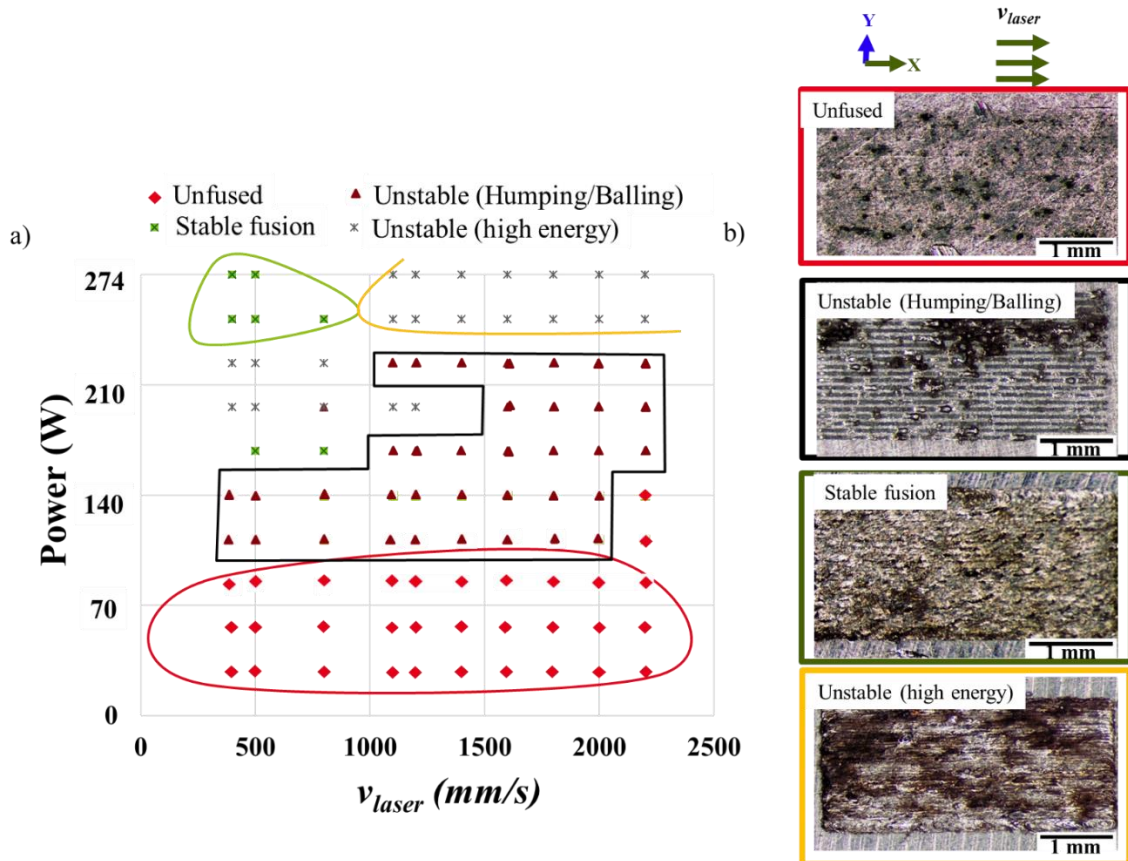 Y
X
v_laser
Unfused
1 mm
Unfused
Unstable (Humping/Balling)
Stable fusion
Unstable (high energy)
a)
b)
274
210
140
70
0
Power (W)
0
500
1000
1500
2000
2500
v_laser (mm/s)
Unstable (Humping/Balling)
1 mm
Stable fusion
1 mm
Unstable (high energy)
1 mm